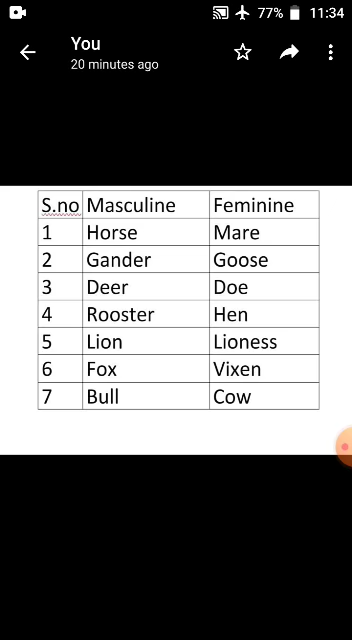 77% 11:34
You
20 minutes ago
S.no Masculine Feminine
1 Horse Mare
2 Gander Goose
3 Deer Doe
4 Rooster Hen
5 Lion Lioness
6 Fox Vixen
7 Bull Cow